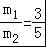 m₁/m₂ = 3/5